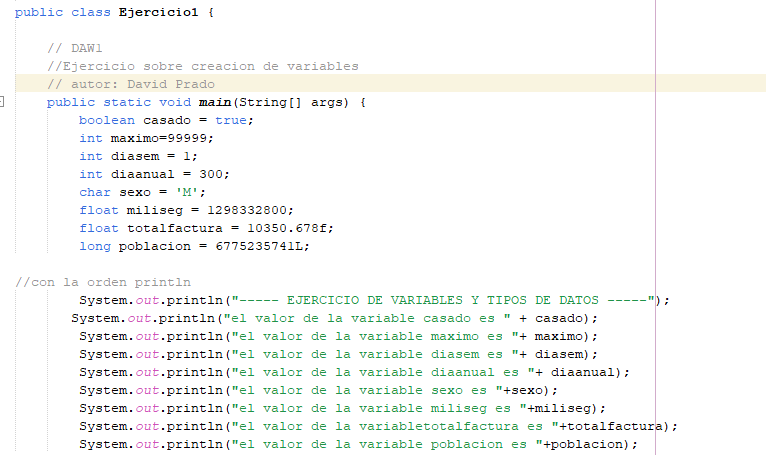 public class Ejercicio1 {
// DAW1
//Ejercicio sobre creacion de variables
// autor: David Prado
public static void main(String[] args) {
boolean casado = true;
int maximo=99999;
int diasem = 1;
int diaanual = 300;
char sexo = 'M';
float miliseg = 1298332800;
float totalfactura = 10350.678f;
long poblacion = 6775235741L;
//con la orden println
System.out.println("----- EJERCICIO DE VARIABLES Y TIPOS DE DATOS -----");
System.out.println("el valor de la variable casado es " + casado);
System.out.println("el valor de la variable maximo es "+ maximo);
System.out.println("el valor de la variable diasem es "+ diasem);
System.out.println("el valor de la variable diaanual es "+ diaanual);
System.out.println("el valor de la variable sexo es "+sexo);
System.out.println("el valor de la variable miliseg es "+miliseg);
System.out.println("el valor de la variabletotalfactura es "+totalfactura);
System.out.println("el valor de la variable poblacion es "+poblacion);